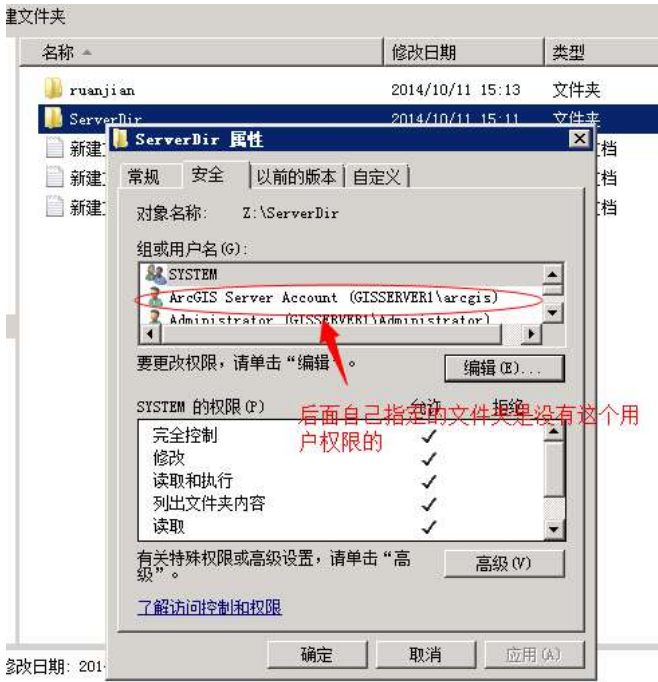 建文件夹
名称 修改日期 类型
ruanjian 2014/10/11 15:13 文件夹
ServerDir 2014/10/11 15:11 文件夹
新建 档
新建 档
新建 档
ServerDir 属性
常规 安全 以前的版本 自定义
对象名称: Z:\ServerDir
组或用户名(G):
SYSTEM
ArcGIS Server Account (GISSERVER1\arcgis)
Administrator (GISSERVER1\Administrator)
要更改权限，请单击“编辑”。
编辑(E)...
SYSTEM 的权限(P) 允许 拒绝
后面自己指定的文件夹是没有这个用
户权限的
完全控制
修改
读取和执行
列出文件夹内容
读取
有关特殊权限或高级设置，请单击“高
级”。
高级(V)
了解访问控制和权限
确定 取消 应用(A)
修改日期: 201